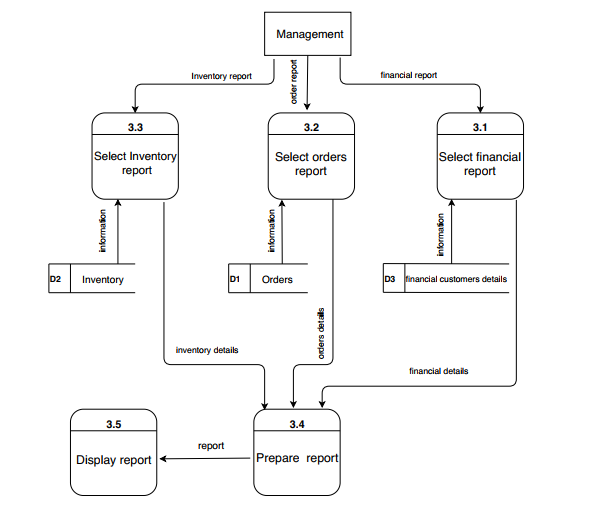 Management
Inventory report
order report
financial report
3.3
Select Inventory
report
3.2
Select orders
report
3.1
Select financial
report
information
information
information
D2 Inventory
D1 Orders
D3 financial customers details
inventory details
orders details
financial details
3.5
Display report
report
3.4
Prepare report